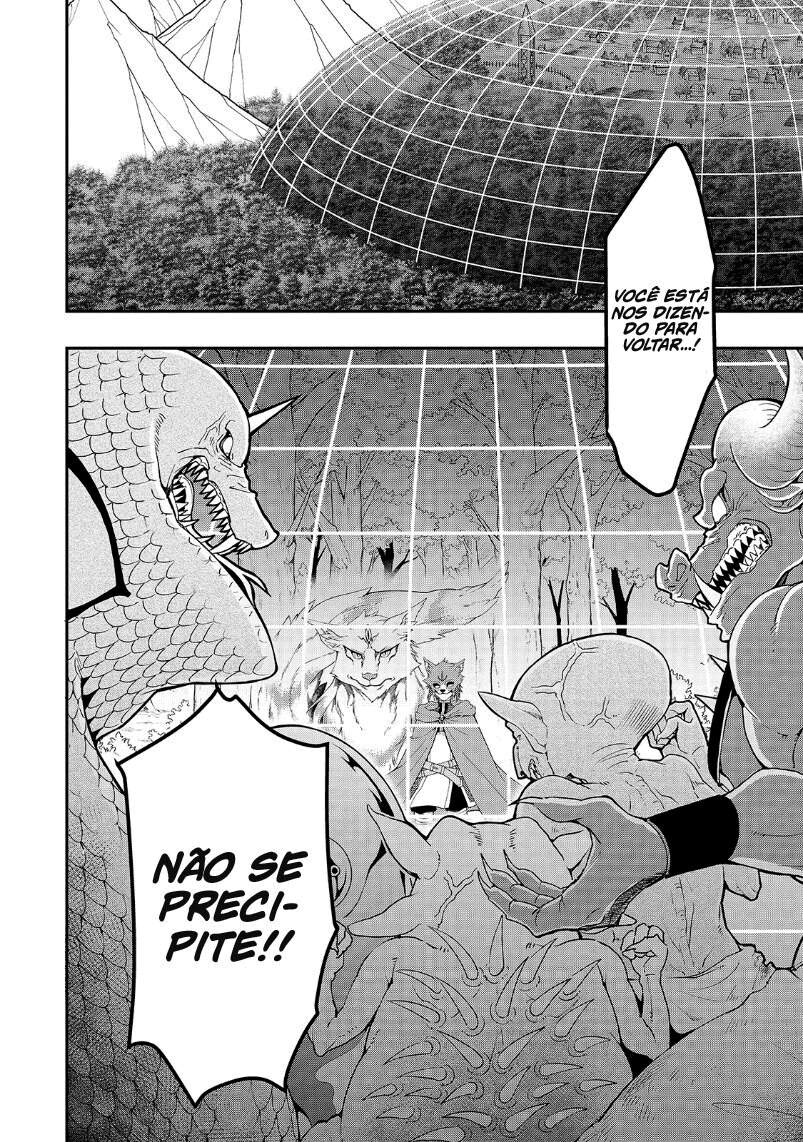 VOCÊ ESTÁ
NOS DIZEN-
DO PARA
VOLTAR...!
NÃO SE
PRECI-
PITE!!